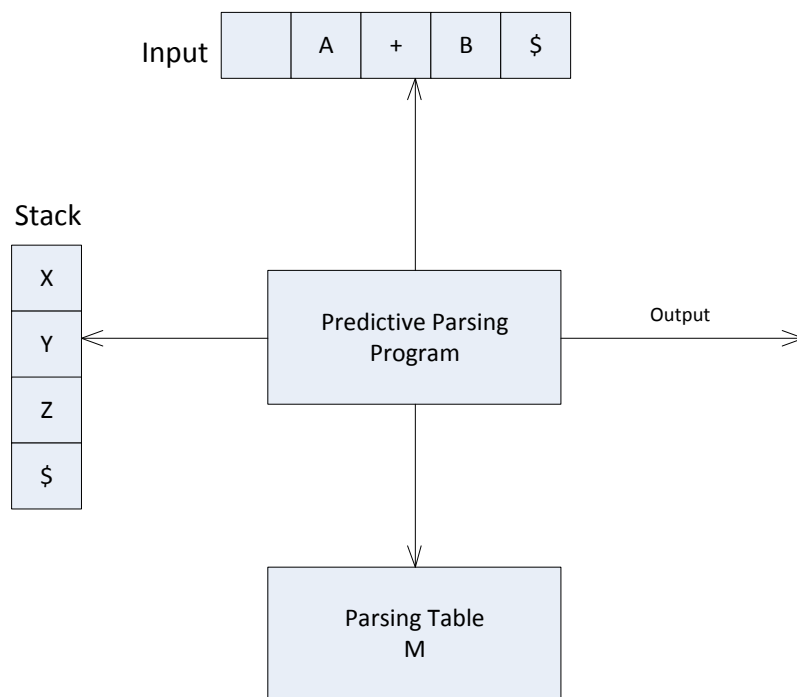 Input A + B $
Stack
X
Y
Z
$
Predictive Parsing
Program
Output
Parsing Table
M